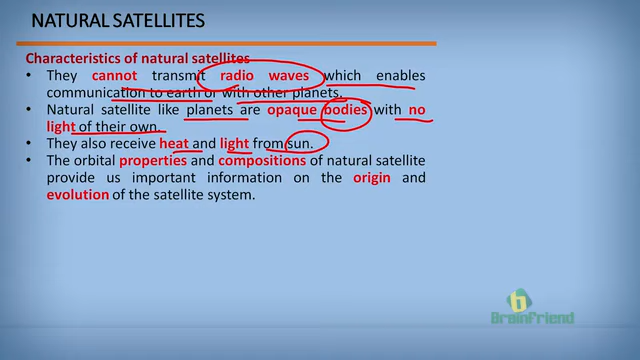 NATURAL SATELLITES
Characteristics of natural satellites
• They cannot transmit radio waves which enables
communication to earth or with other planets.
• Natural satellite like planets are opaque bodies with no
light of their own.
• They also receive heat and light from sun.
• The orbital properties and compositions of natural satellite
provide us important information on the origin and
evolution of the satellite system.
b
BrainFriend